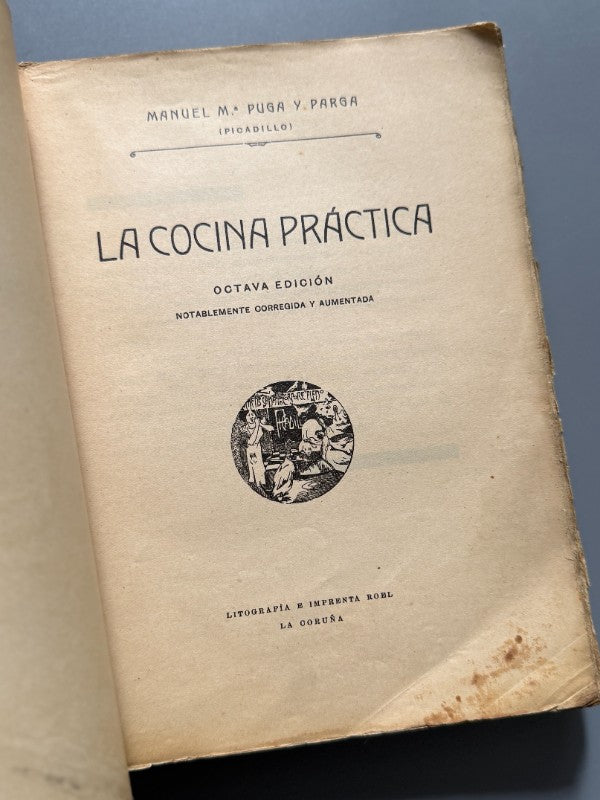 MANUEL M.ª PUGA Y PARGA
(PICADILLO)
LA COCINA PRÁCTICA
OCTAVA EDICIÓN
NOTABLEMENTE CORREGIDA Y AUMENTADA
LITOGRAFÍA E IMPRENTA ROEL
LA CORUÑA